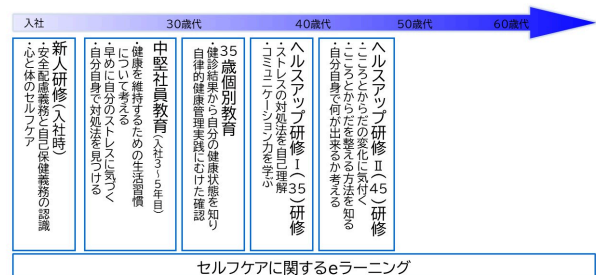 入社
30歳代
40歳代
50歳代
60歳代
新人研修(入社時)
・安全配慮義務と自己保健義務の認識
・心と体のセルフケア
中堅社員教育(入社3~5年目)
・健康を維持するための生活習慣
について考える
・早めに自分のストレスに気づく
・自分自身で対処法を見つける
35歳個別教育
・健診結果から自分の健康状態を知り
自律的健康管理実践にむけた確認
ヘルスアップ研修Ⅰ(35)研修
・ストレスの対処法を自己理解
・コミュニケーション力を学ぶ
ヘルスアップ研修Ⅱ(45)研修
・こころとからだの変化に気付く
・こころとからだを整える方法を知る
・自分自身で何が出来るか考える
セルフケアに関するeラーニング